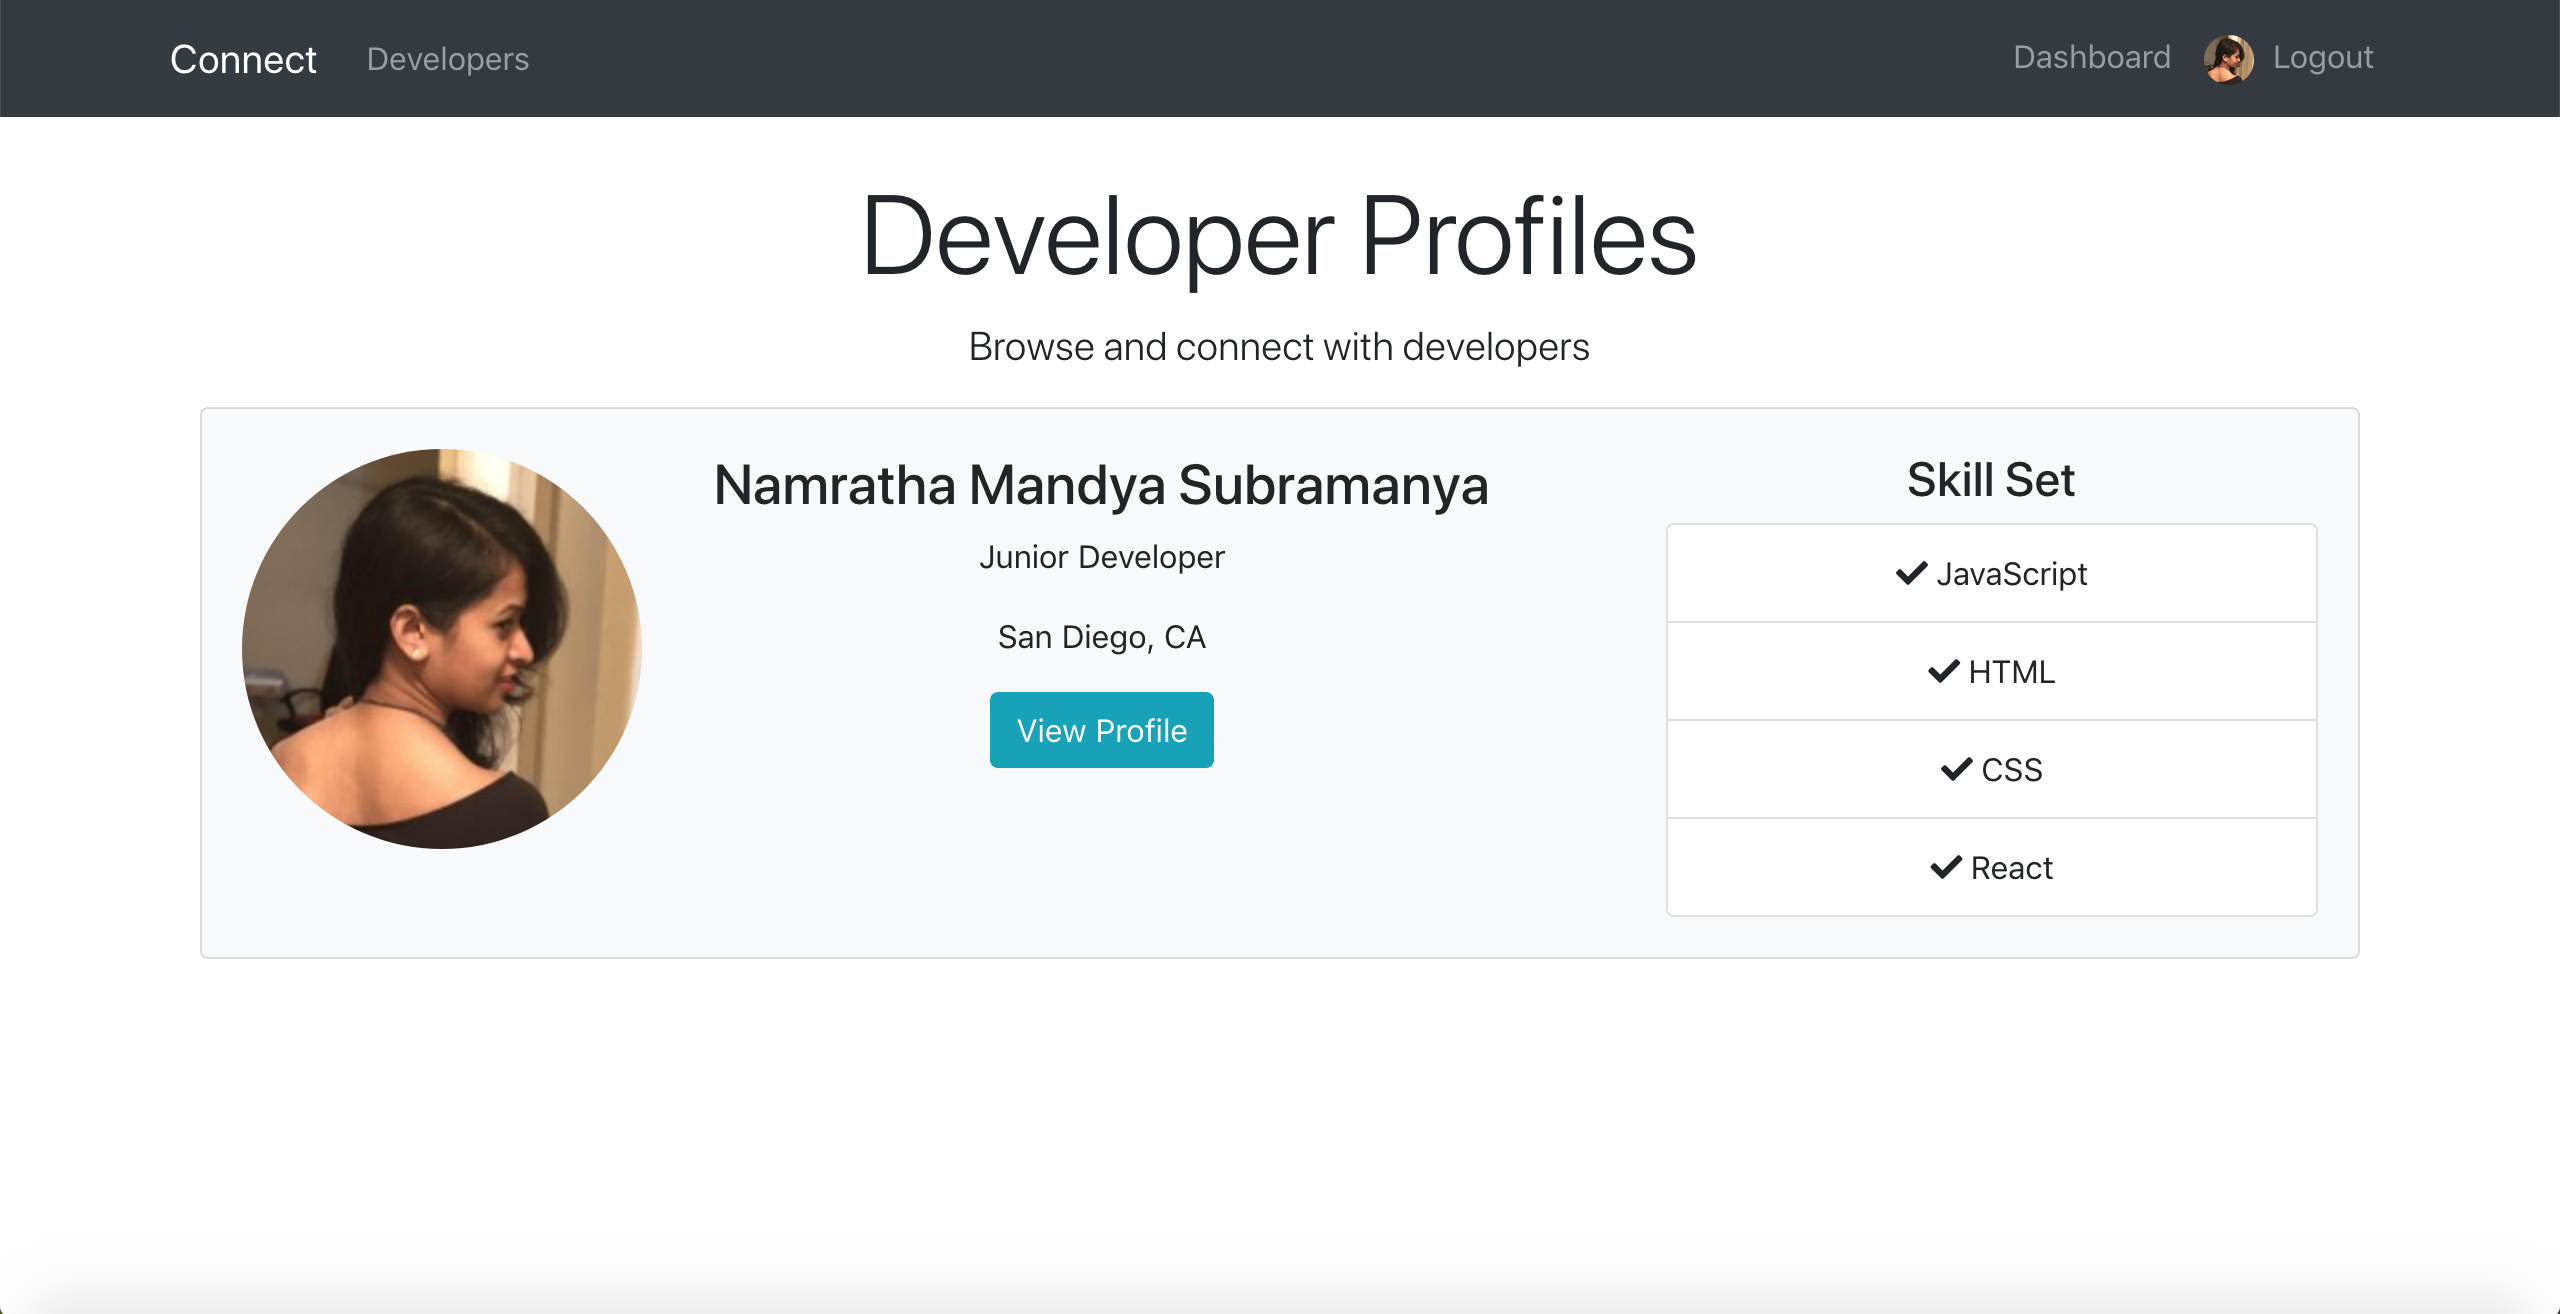 Connect Developers Dashboard Logout
Developer Profiles
Browse and connect with developers
Namratha Mandya Subramanya
Junior Developer
San Diego, CA
View Profile
Skill Set
JavaScript
HTML
CSS
React